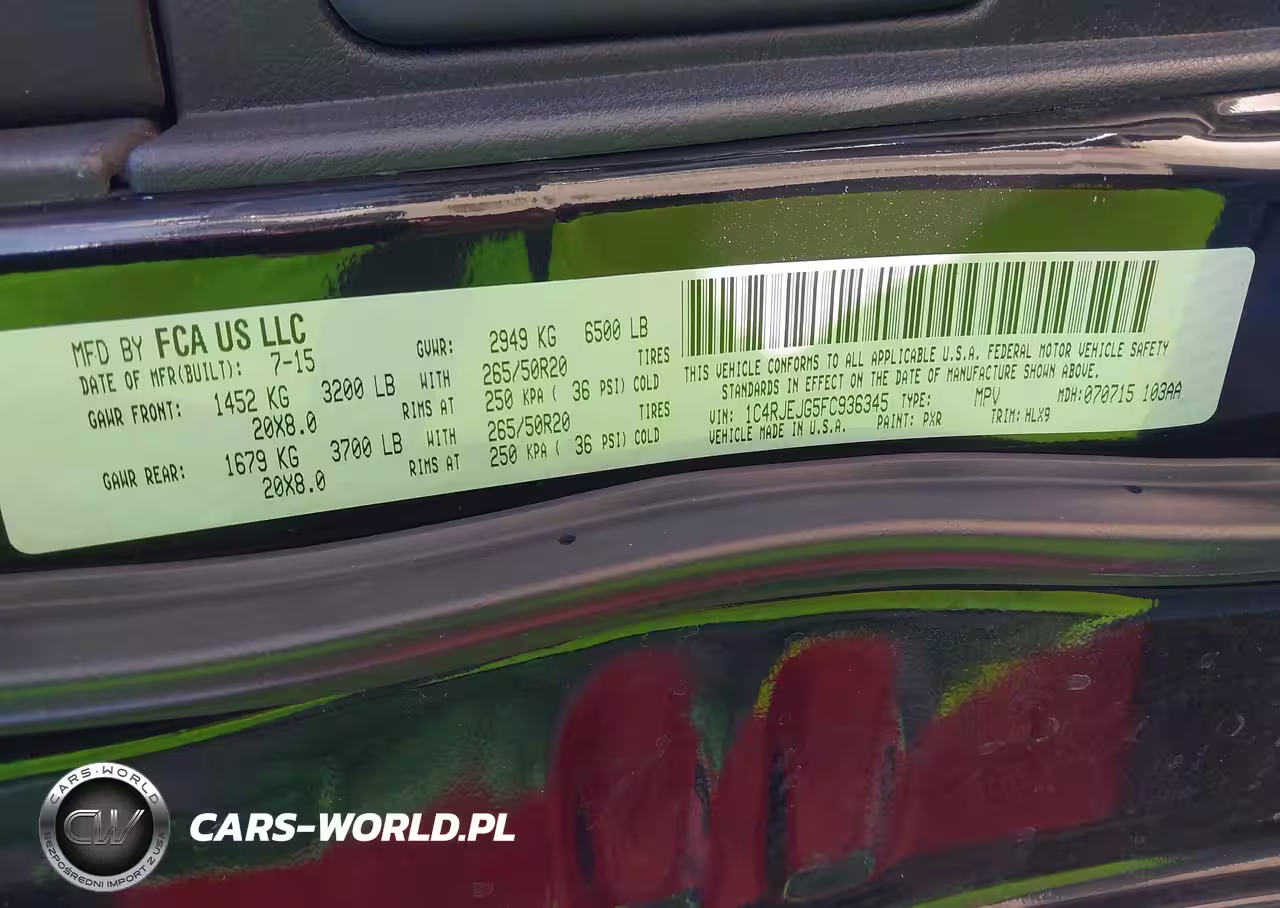 MFD BY FCA US LLC
DATE OF MFR(BUILT): 7-15
GVWR: 2949 KG 6500 LB
GAWR FRONT: 1452 KG 3200 LB WITH 265/50R20 TIRES
20X8.0 RIMS AT 250 KPA ( 36 PSI) COLD
GAWR REAR: 1679 KG 3700 LB WITH 265/50R20 TIRES
20X8.0 RIMS AT 250 KPA ( 36 PSI) COLD
THIS VEHICLE CONFORMS TO ALL APPLICABLE U.S.A. FEDERAL MOTOR VEHICLE SAFETY
STANDARDS IN EFFECT ON THE DATE OF MANUFACTURE SHOWN ABOVE.
VIN: 1C4RJEJG5FC936345 TYPE: MPV MDH:070715 103AA
VEHICLE MADE IN U.S.A. PAINT: PXR TRIM: HLX9
CARS-WORLD
CW
BEZPOŚREDNI IMPORT Z USA
CARS-WORLD.PL